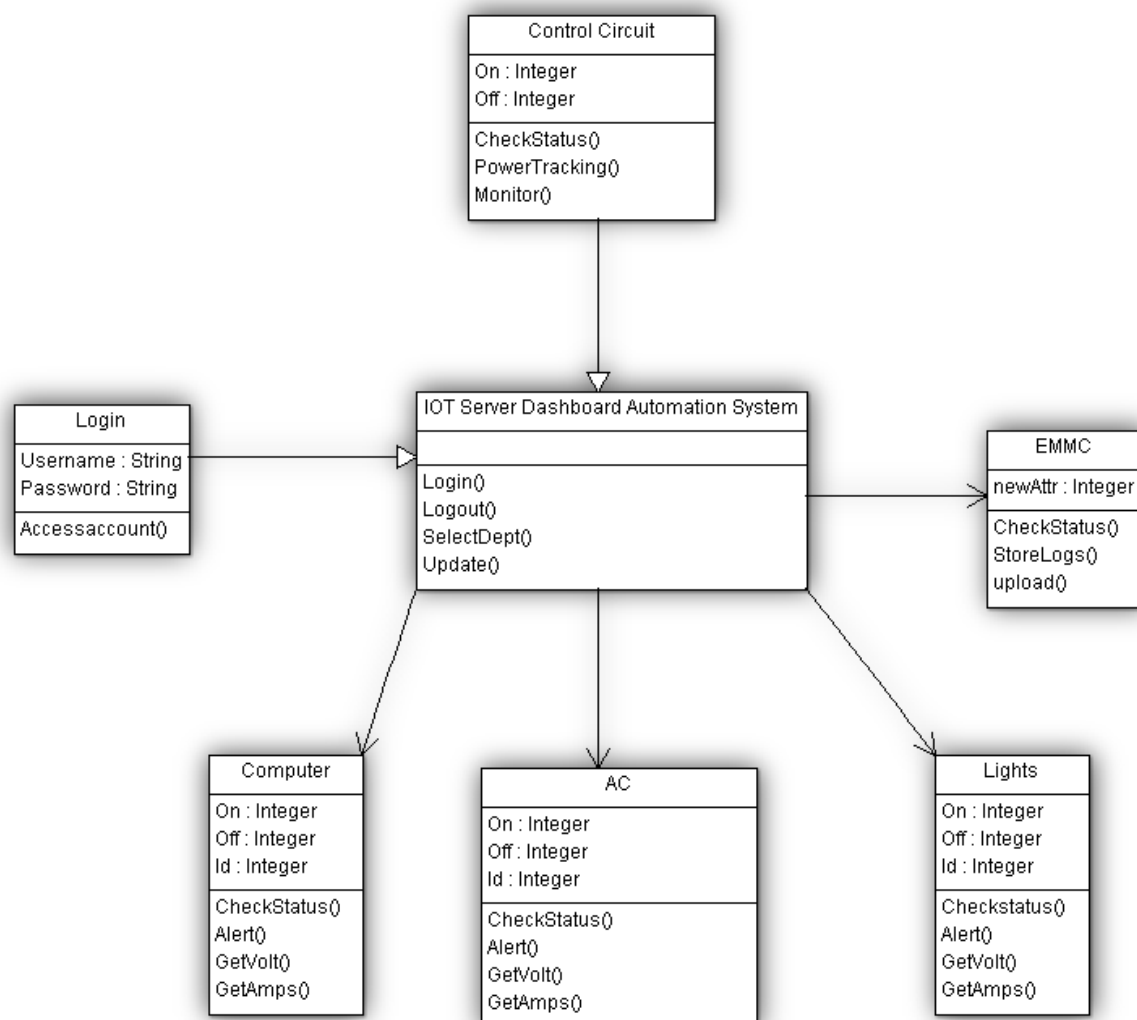 Control Circuit
On : Integer
Off : Integer
CheckStatus()
PowerTracking()
Monitor()
Login
Username : String
Password : String
Accessaccount()
IOT Server Dashboard Automation System
Login()
Logout()
SelectDept()
Update()
EMMC
newAttr : Integer
CheckStatus()
StoreLogs()
upload()
Computer
On : Integer
Off : Integer
Id : Integer
CheckStatus()
Alert()
GetVolt()
GetAmps()
AC
On : Integer
Off : Integer
Id : Integer
CheckStatus()
Alert()
GetVolt()
GetAmps()
Lights
On : Integer
Off : Integer
Id : Integer
Checkstatus()
Alert()
GetVolt()
GetAmps()